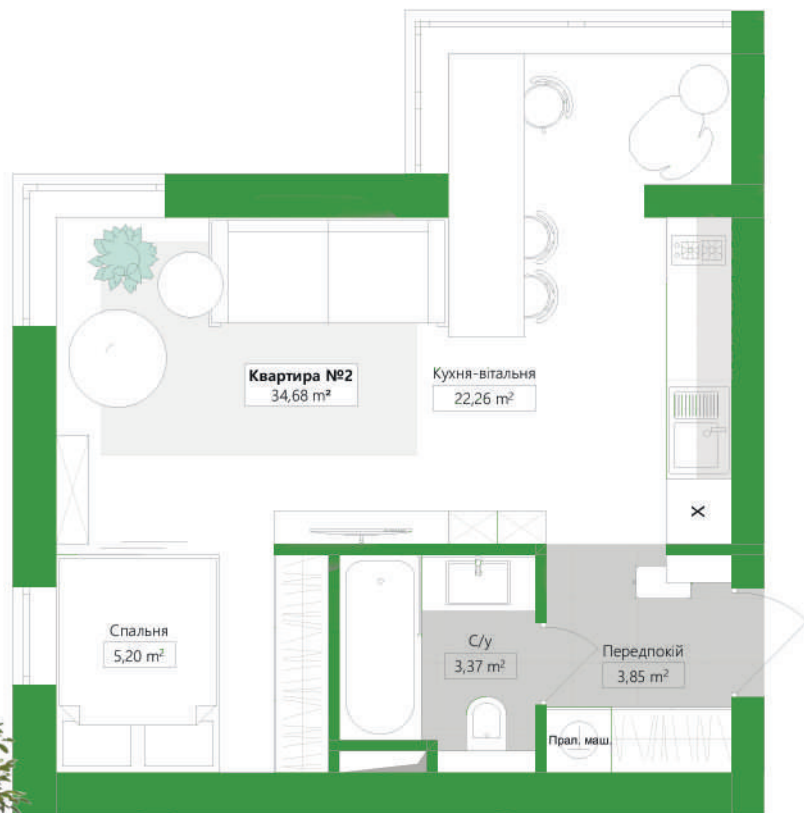 Квартира №2
34,68 m²
Кухня-вітальня
22,26 m²
X
Спальня
5,20 m²
С/у
3,37 m²
Передпокій
3,85 m²
Прал. маш.